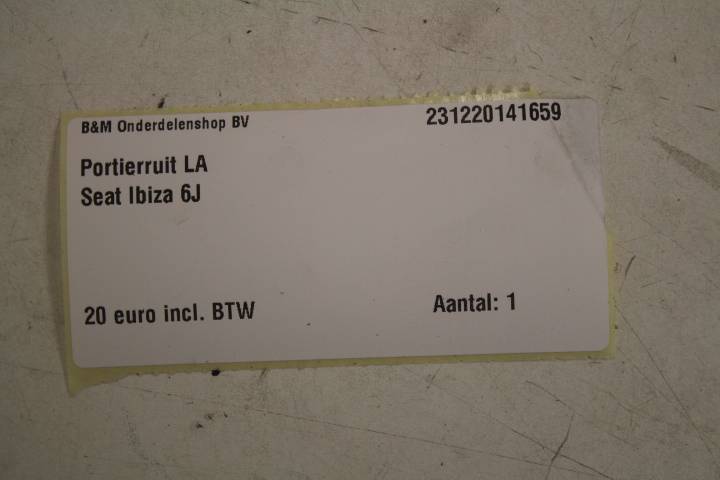 B&M Onderdelenshop BV
231220141659
Portierruit LA
Seat Ibiza 6J
20 euro incl. BTW
Aantal: 1